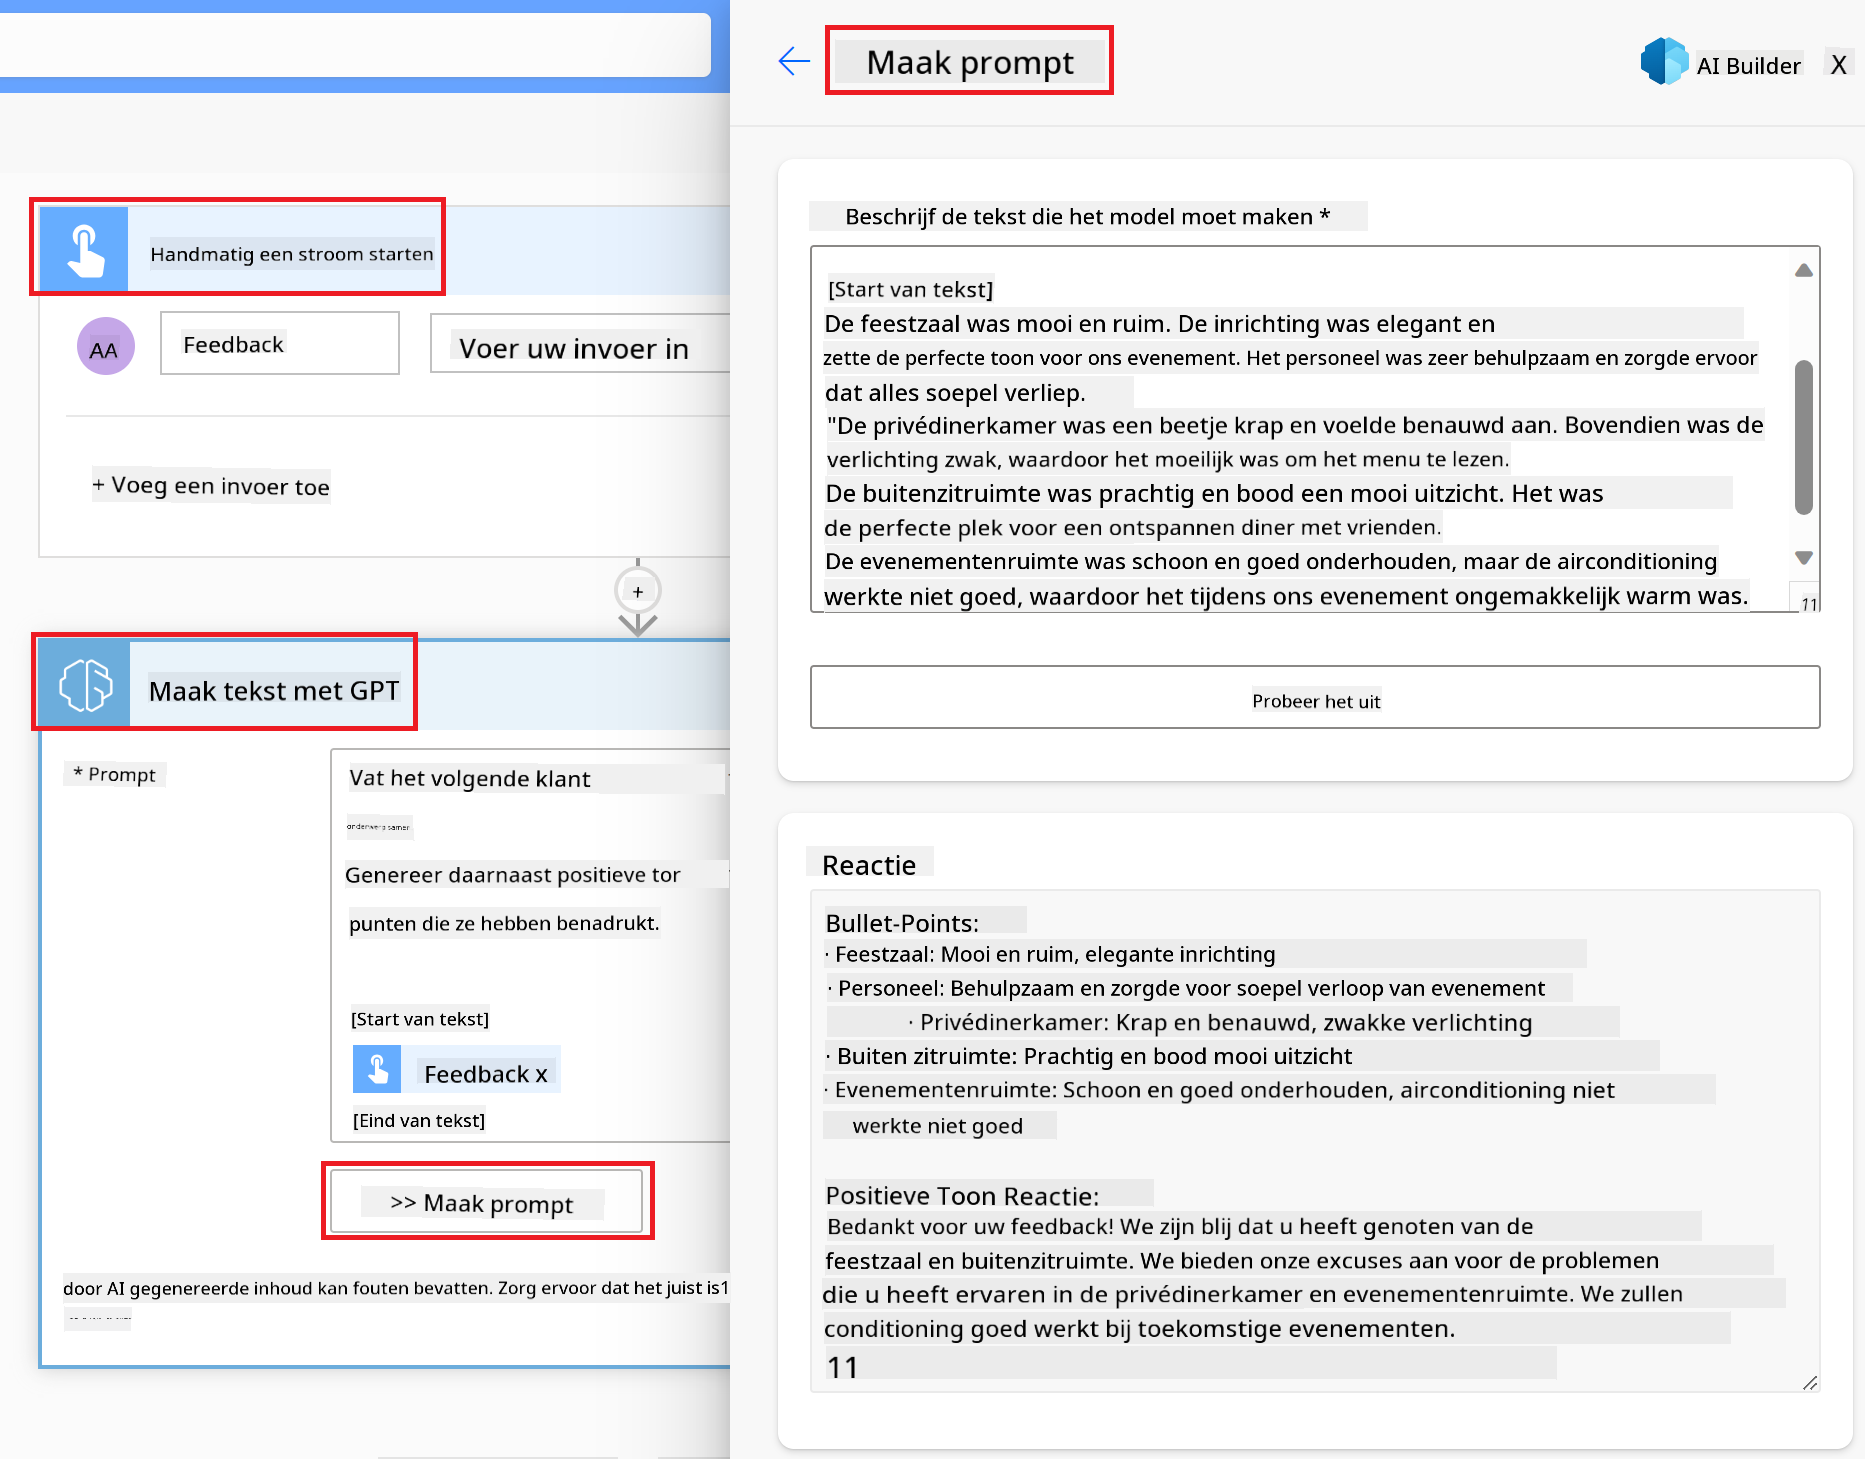 Handmatig een stroom starten
AA
Feedback
Voer uw invoer in
+ Voeg een invoer toe
+
Maak tekst met GPT
* Prompt
Vat het volgende klant
onderwerp samer
Genereer daarnaast positieve tor
punten die ze hebben benadrukt.
[Start van tekst]
Feedback x
[Eind van tekst]
>> Maak prompt
door AI gegenereerde inhoud kan fouten bevatten. Zorg ervoor dat het juist is1
Maak prompt
AI Builder
X
Beschrijf de tekst die het model moet maken *
[Start van tekst]
De feestzaal was mooi en ruim. De inrichting was elegant en
zette de perfecte toon voor ons evenement. Het personeel was zeer behulpzaam en zorgde ervoor
dat alles soepel verliep.
"De privédinerkamer was een beetje krap en voelde benauwd aan. Bovendien was de
verlichting zwak, waardoor het moeilijk was om het menu te lezen.
De buitenzitruimte was prachtig en bood een mooi uitzicht. Het was
de perfecte plek voor een ontspannen diner met vrienden.
De evenementenruimte was schoon en goed onderhouden, maar de airconditioning
werkte niet goed, waardoor het tijdens ons evenement ongemakkelijk warm was.
11
Probeer het uit
Reactie
Bullet-Points:
· Feestzaal: Mooi en ruim, elegante inrichting
· Personeel: Behulpzaam en zorgde voor soepel verloop van evenement
· Privédinerkamer: Krap en benauwd, zwakke verlichting
· Buiten zitruimte: Prachtig en bood mooi uitzicht
· Evenementenruimte: Schoon en goed onderhouden, airconditioning niet
werkte niet goed
Positieve Toon Reactie:
Bedankt voor uw feedback! We zijn blij dat u heeft genoten van de
feestzaal en buitenzitruimte. We bieden onze excuses aan voor de problemen
die u heeft ervaren in de privédinerkamer en evenementenruimte. We zullen
conditioning goed werkt bij toekomstige evenementen.
11